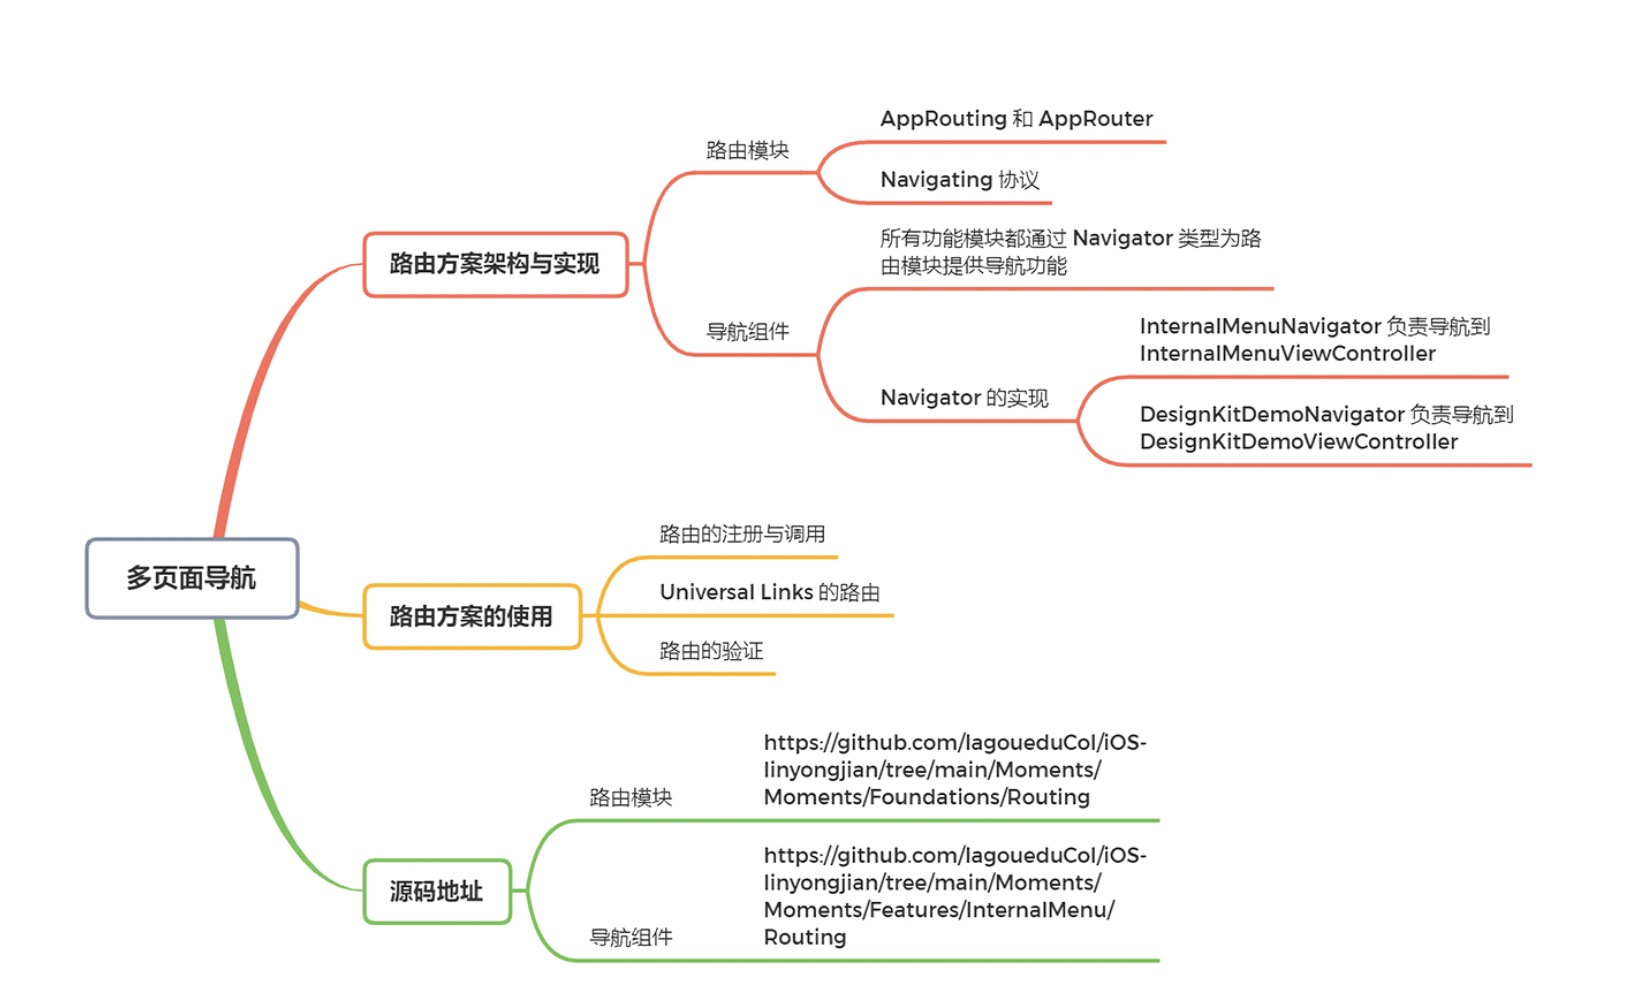 多页面导航
路由方案架构与实现
路由模块
AppRouting 和 AppRouter
Navigating 协议
导航组件
所有功能模块都通过 Navigator 类型为路
由模块提供导航功能
Navigator 的实现
InternalMenuNavigator 负责导航到
InternalMenuViewController
DesignKitDemoNavigator 负责导航到
DesignKitDemoViewController
路由方案的使用
路由的注册与调用
Universal Links 的路由
路由的验证
源码地址
路由模块
https://github.com/lagoueduCol/iOS-
linyongjian/tree/main/Moments/
Moments/Foundations/Routing
导航组件
https://github.com/lagoueduCol/iOS-
linyongjian/tree/main/Moments/
Moments/Features/InternalMenu/
Routing